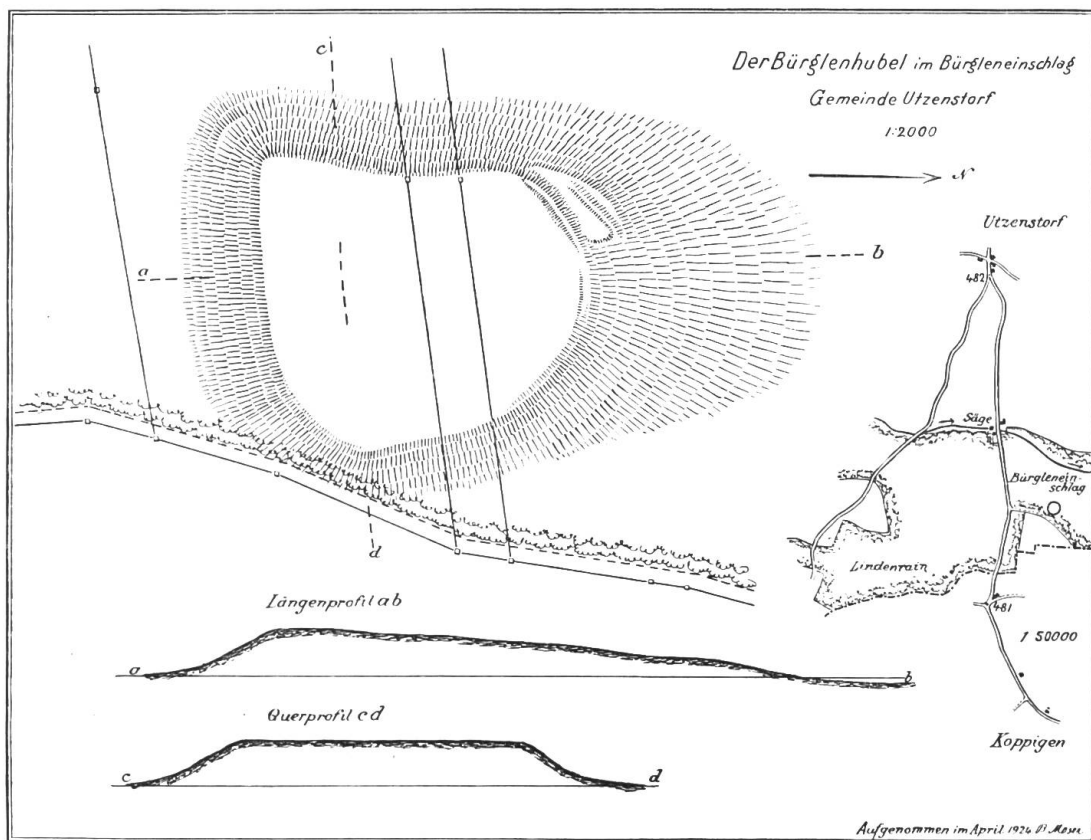 Der Bürglenhubel im Bürgleneinschlag
Gemeinde Utzenstorf
1:2000
N
c
a
b
d
Utzenstorf
482
Säge
Bürgleneinschlag
Lindenrain
481
1 50000
Koppigen
Längenprofil ab
a
b
Querprofil cd
c
d
Aufgenommen im April 1924.